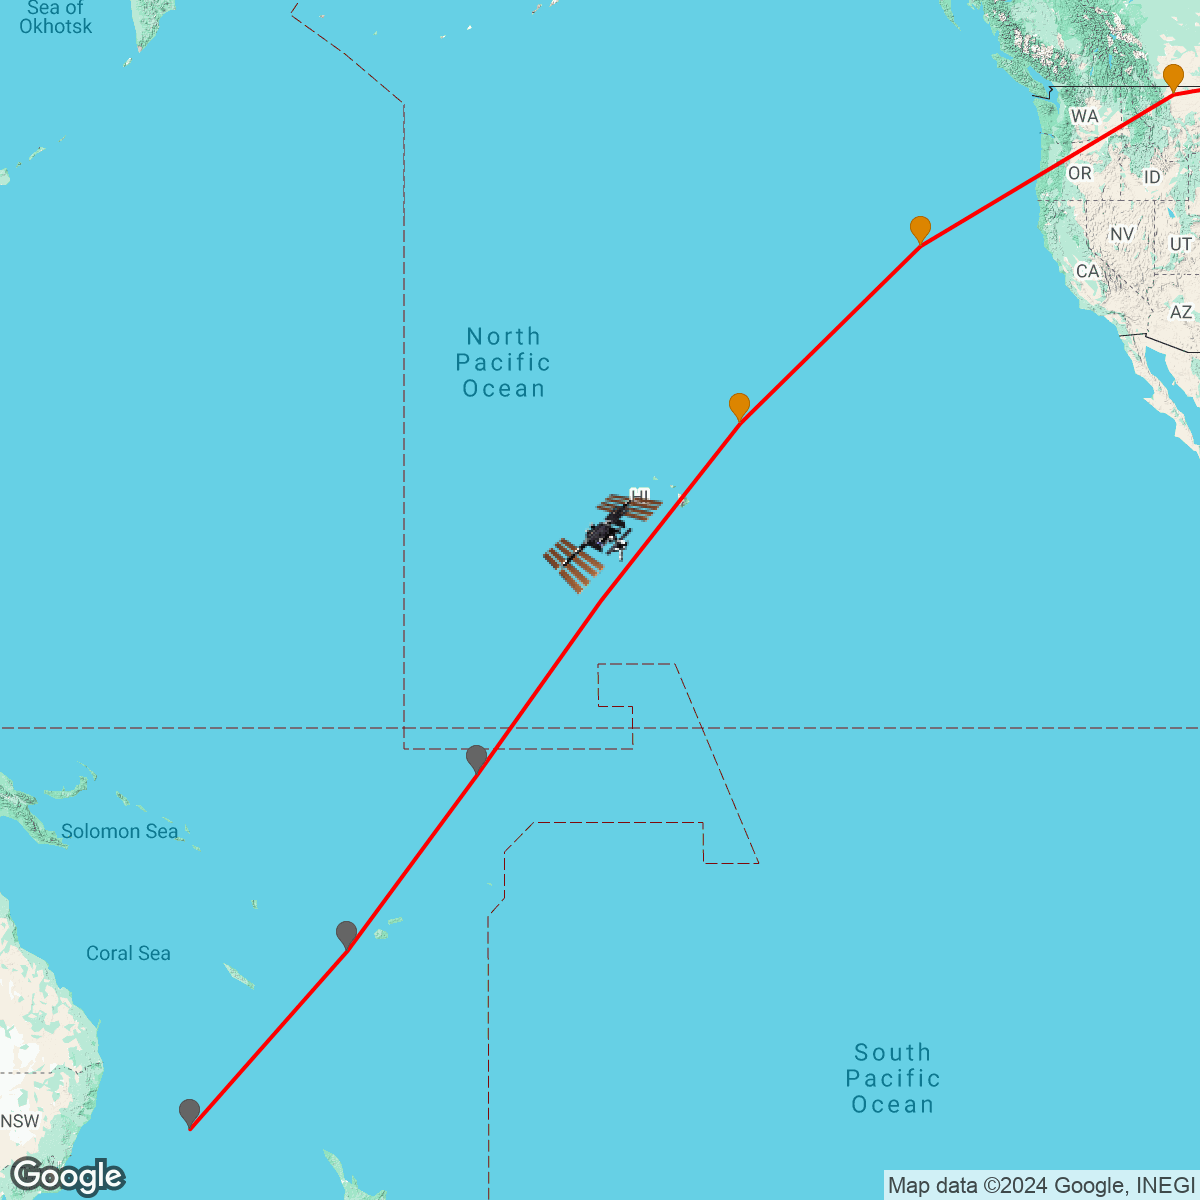 Sea of
Okhotsk
WA
OR
ID
NV
UT
CA
AZ
North
Pacific
Ocean
HI
Solomon Sea
Coral Sea
South
Pacific
Ocean
NSW
Google
Map data ©2024 Google, INEGI